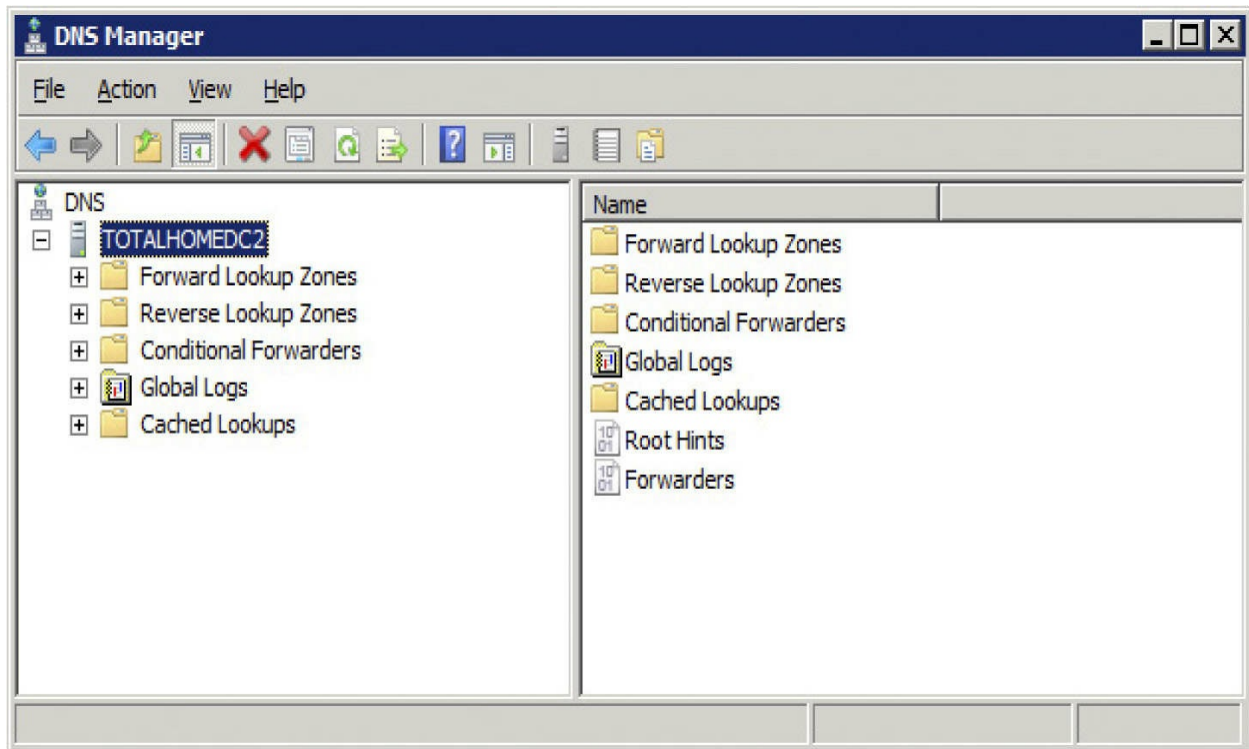 DNS Manager
File Action View Help
DNS
TOTALHOMEDC2
Forward Lookup Zones
Reverse Lookup Zones
Conditional Forwarders
Global Logs
Cached Lookups
Name
Forward Lookup Zones
Reverse Lookup Zones
Conditional Forwarders
Global Logs
Cached Lookups
Root Hints
Forwarders